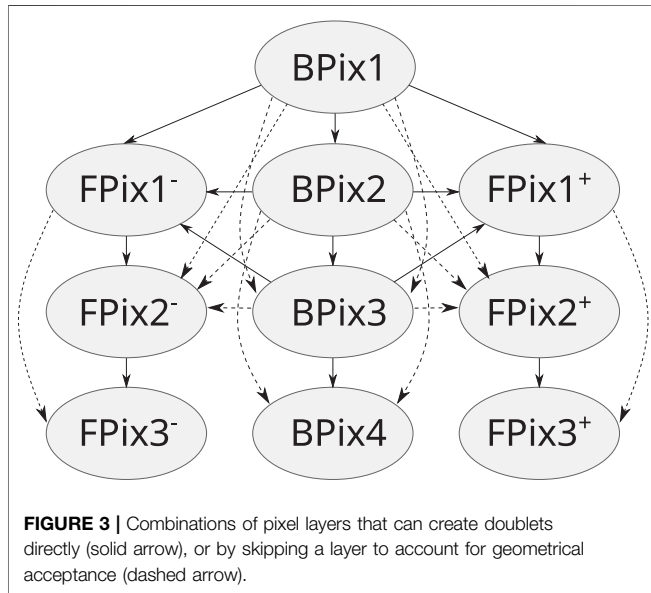 BPix1
FPix1⁻ BPix2 FPix1⁺
FPix2⁻ BPix3 FPix2⁺
FPix3⁻ BPix4 FPix3⁺
FIGURE 3 | Combinations of pixel layers that can create doublets
directly (solid arrow), or by skipping a layer to account for geometrical
acceptance (dashed arrow).